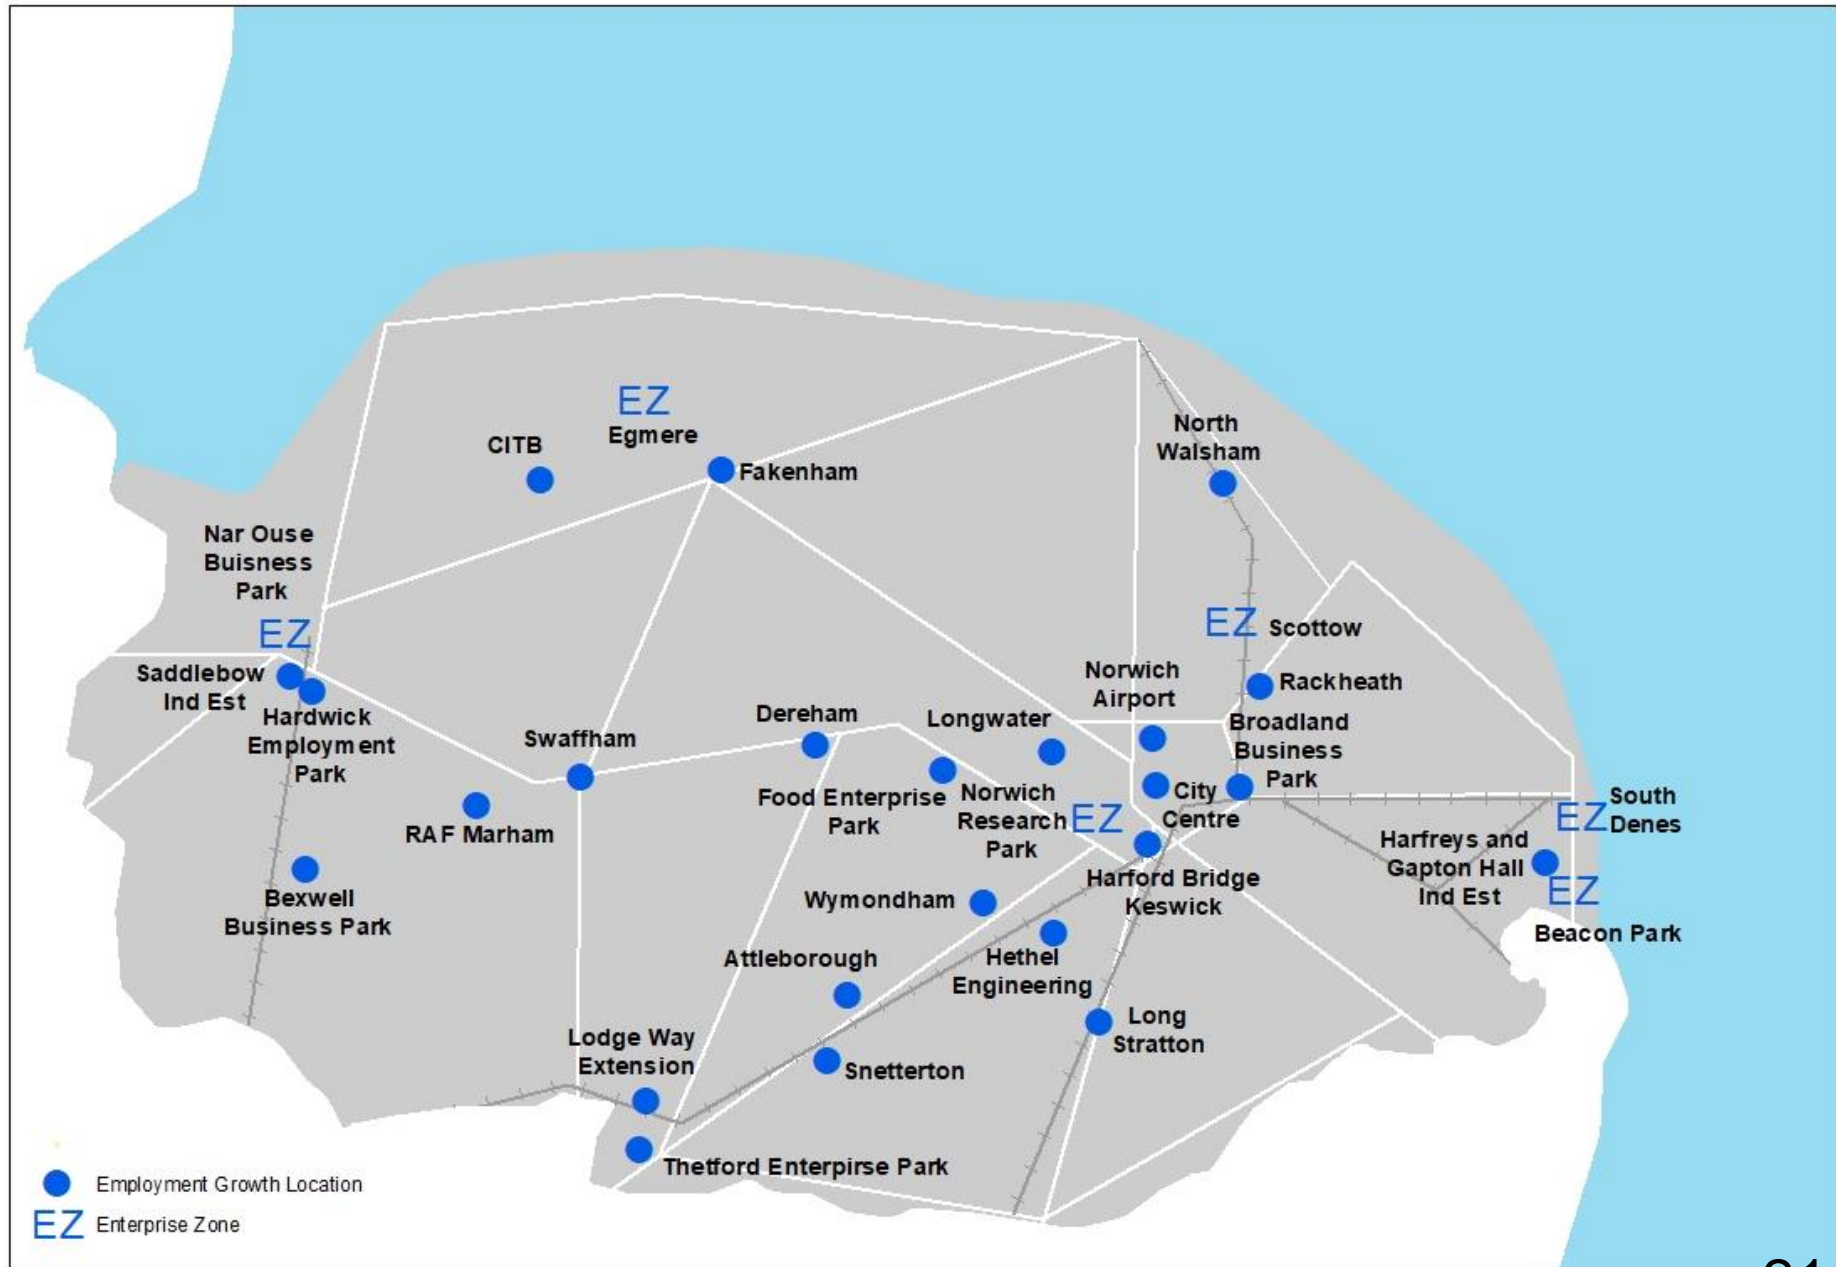 EZ
Egmere
CITB
Fakenham
North
Walsham
Nar Ouse
Buisness
Park
EZ
Saddlebow
Ind Est
Hardwick
Employment
Park
EZ Scottow
Norwich
Airport
Rackheath
Dereham
Longwater
Broadland
Business
Park
Swaffham
RAF Marham
Food Enterprise
Park
Norwich
Research
Park
EZ
City
Centre
EZ
South
Denes
Harfreys and
Gapton Hall
Ind Est
EZ
Beacon Park
Bexwell
Business Park
Wymondham
Harford Bridge
Keswick
Attleborough
Hethel
Engineering
Long
Stratton
Lodge Way
Extension
Snetterton
Thetford Enterpirse Park
Employment Growth Location
EZ Enterprise Zone